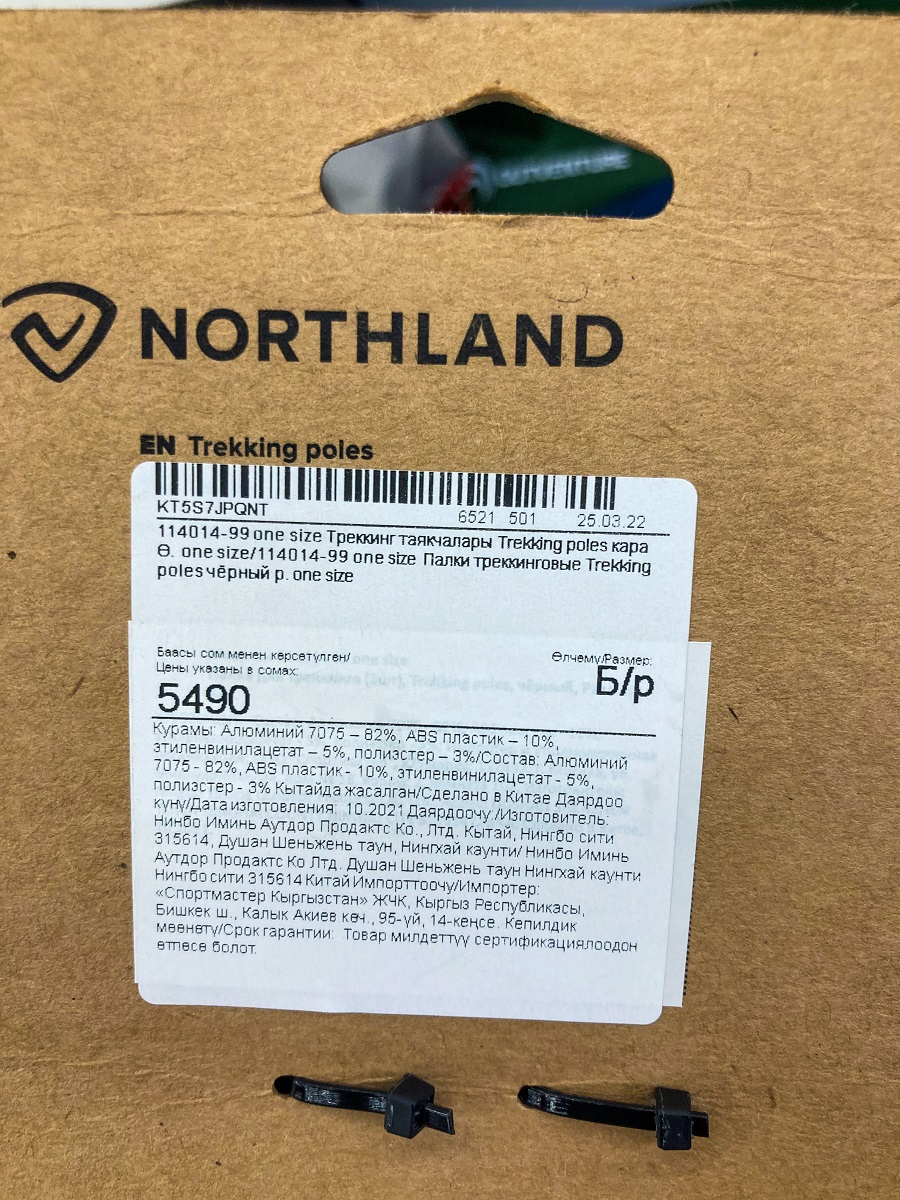 NORTHLAND
EN Trekking poles
KT5S7JPQNT
6521 501 25.03.22
114014-99 one size Треккинг таякчалары Trekking poles кара
Ө. one size/114014-99 one size Палки треккинговые Trekking
poles чёрный р. one size
Баасы сом менен көрсөтүлгөн/
Цены указаны в сомах:
Өлчөмү/Размер:
5490
Б/р
Курамы: Алюминий 7075 – 82%, ABS пластик – 10%,
этиленвинилацетат – 5%, полиэстер – 3%/Состав: Алюминий
7075 - 82%, ABS пластик - 10%, этиленвинилацетат - 5%,
полиэстер - 3% Кытайда жасалган/Сделано в Китае Даярдоо
күнү/Дата изготовления: 10.2021 Даярдоочу:/Изготовитель:
Нинбо Иминь Аутдор Продактс Ко., Лтд. Кытай, Нингбо сити
315614, Душан Шеньжень таун, Нингхай каунти/ Нинбо Иминь
Аутдор Продактс Ко Лтд. Душан Шеньжень таун Нингхай каунти
Нингбо сити 315614 Китай Импорттоочу/Импортер:
«Спортмастер Кыргызстан» ЖЧК, Кыргыз Республикасы,
Бишкек ш., Калык Акиев көч., 95-үй, 14-кеңсе. Кепилдик
мөөнөтү/Срок гарантии: Товар милдеттүү сертификациялоодон
өтпөсө болот.